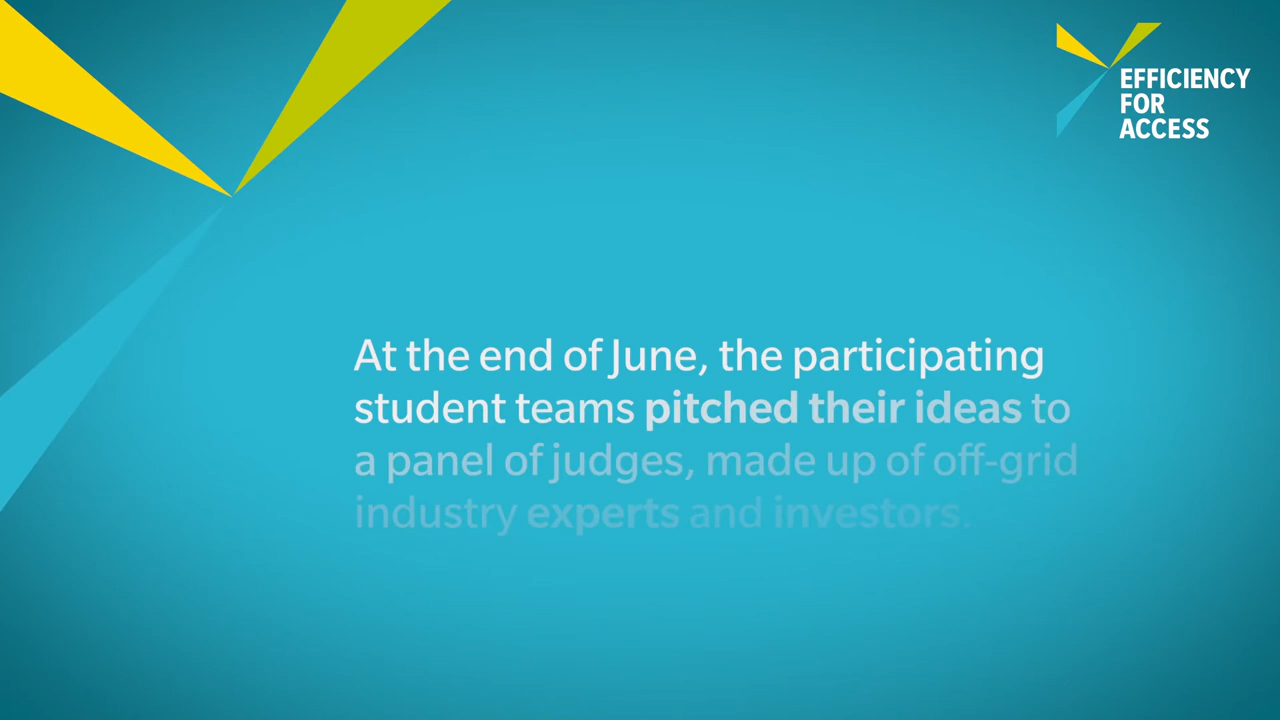 EFFICIENCY
FOR
ACCESS
At the end of June, the participating
student teams pitched their ideas to
a panel of judges, made up of off-grid
industry experts and investors.